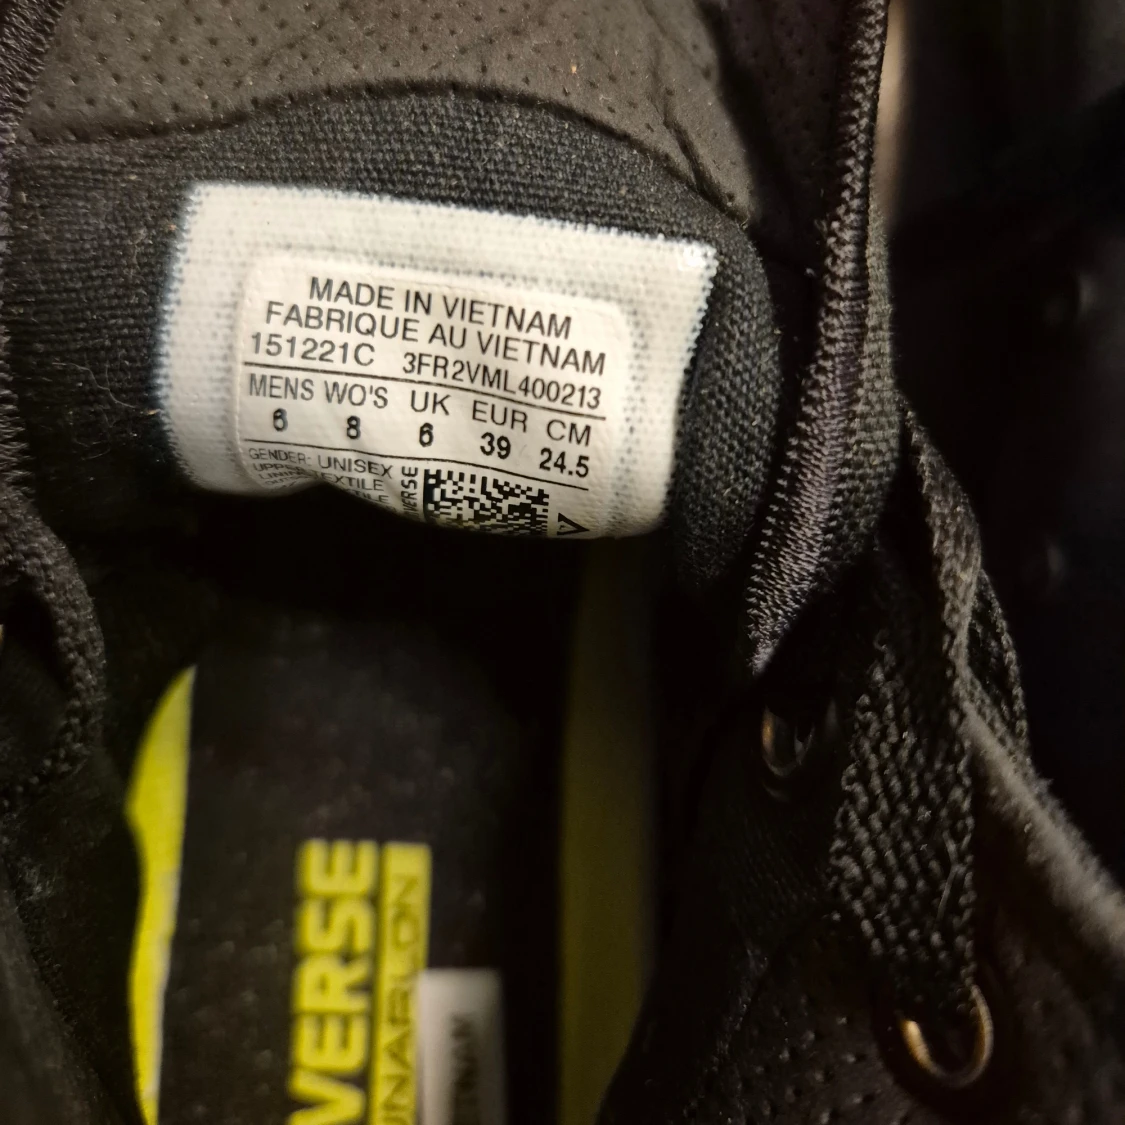 MADE IN VIETNAM
FABRIQUE AU VIETNAM
151221C 3FR2VML400213
MENS WO'S UK EUR CM
6 8 6 39 24.5
GENDER: UNISEX
V
VERSE
UNARLON